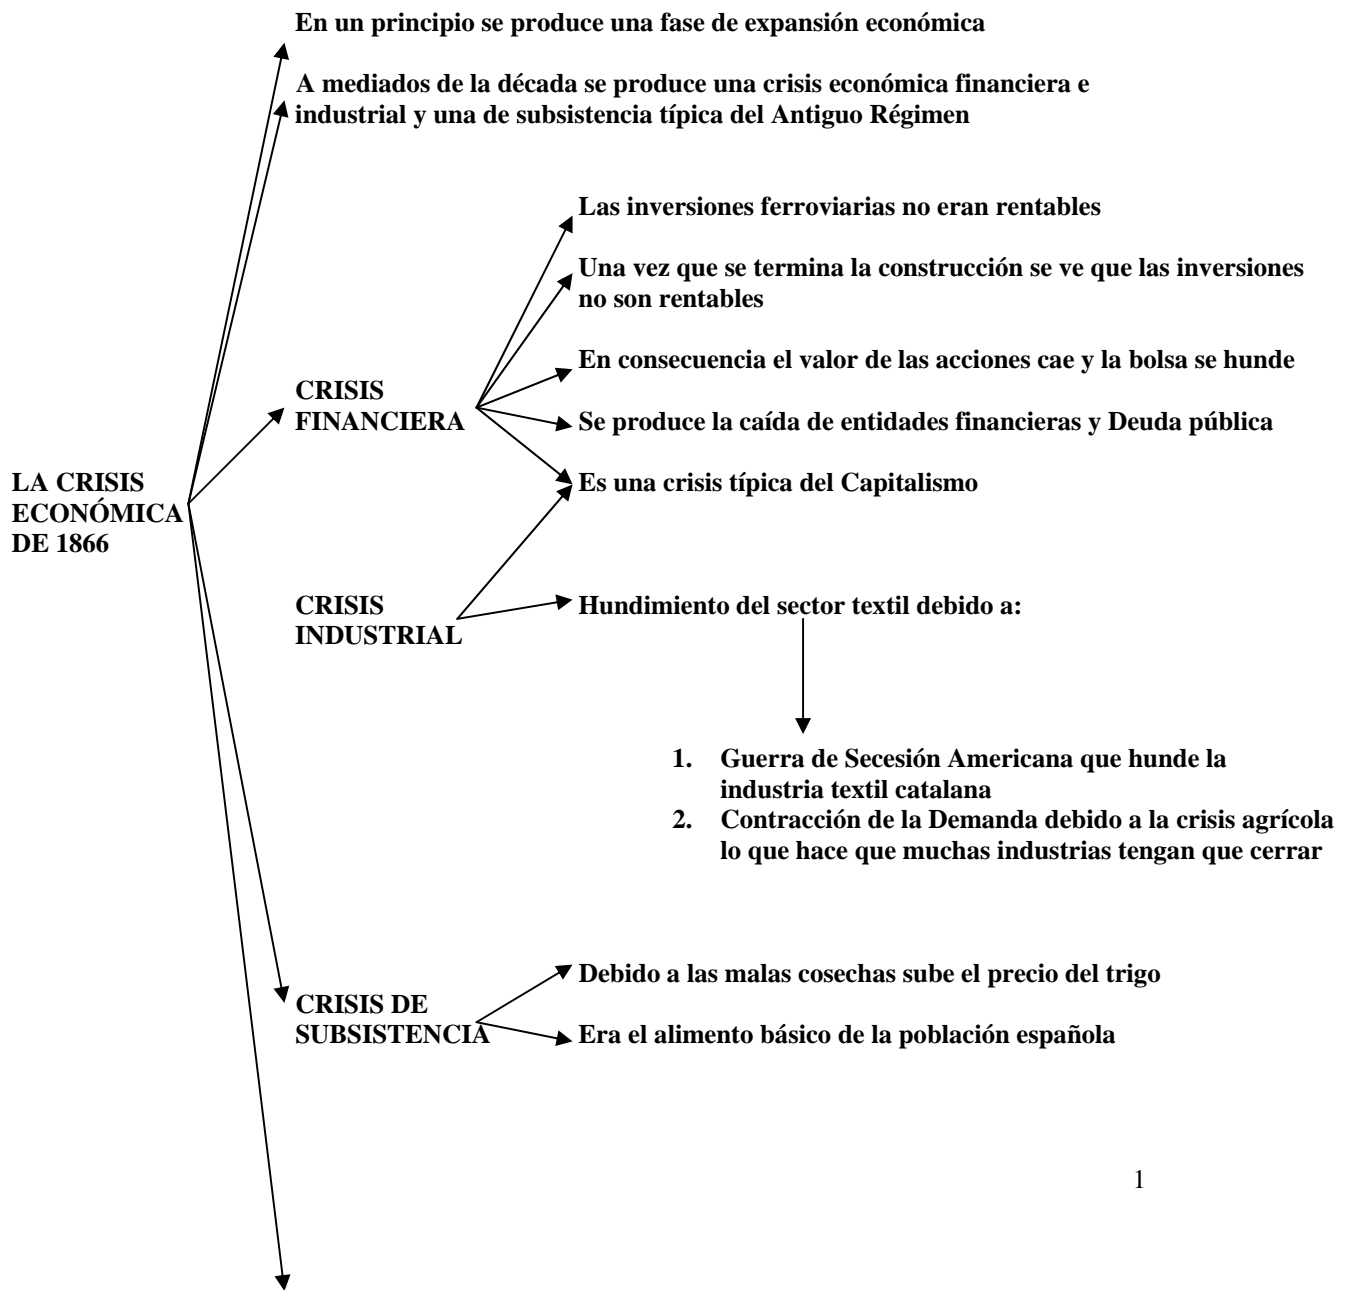 En un principio se produce una fase de expansión económica
A mediados de la década se produce una crisis económica financiera e
industrial y una de subsistencia típica del Antiguo Régimen
Las inversiones ferroviarias no eran rentables
Una vez que se termina la construcción se ve que las inversiones
no son rentables
En consecuencia el valor de las acciones cae y la bolsa se hunde
CRISIS
FINANCIERA
Se produce la caída de entidades financieras y Deuda pública
Es una crisis típica del Capitalismo
LA CRISIS
ECONÓMICA
DE 1866
CRISIS
INDUSTRIAL
Hundimiento del sector textil debido a:
1. Guerra de Secesión Americana que hunde la
industria textil catalana
2. Contracción de la Demanda debido a la crisis agrícola
lo que hace que muchas industrias tengan que cerrar
Debido a las malas cosechas sube el precio del trigo
CRISIS DE
SUBSISTENCIA
Era el alimento básico de la población española
1